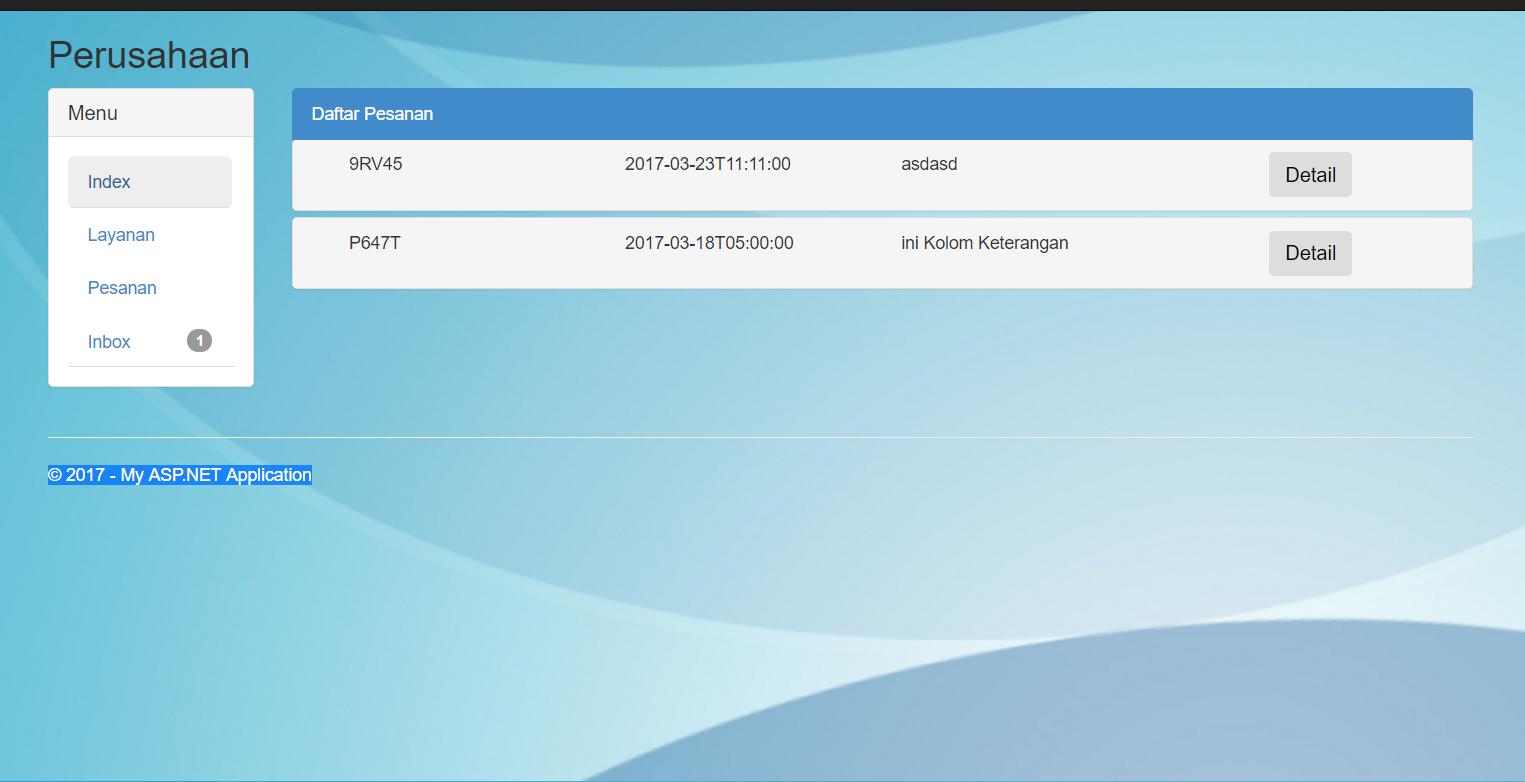 Perusahaan
Menu
Index
Layanan
Pesanan
Inbox 1
Daftar Pesanan
9RV45 2017-03-23T11:11:00 asdasd Detail
P647T 2017-03-18T05:00:00 ini Kolom Keterangan Detail
© 2017 - My ASP.NET Application